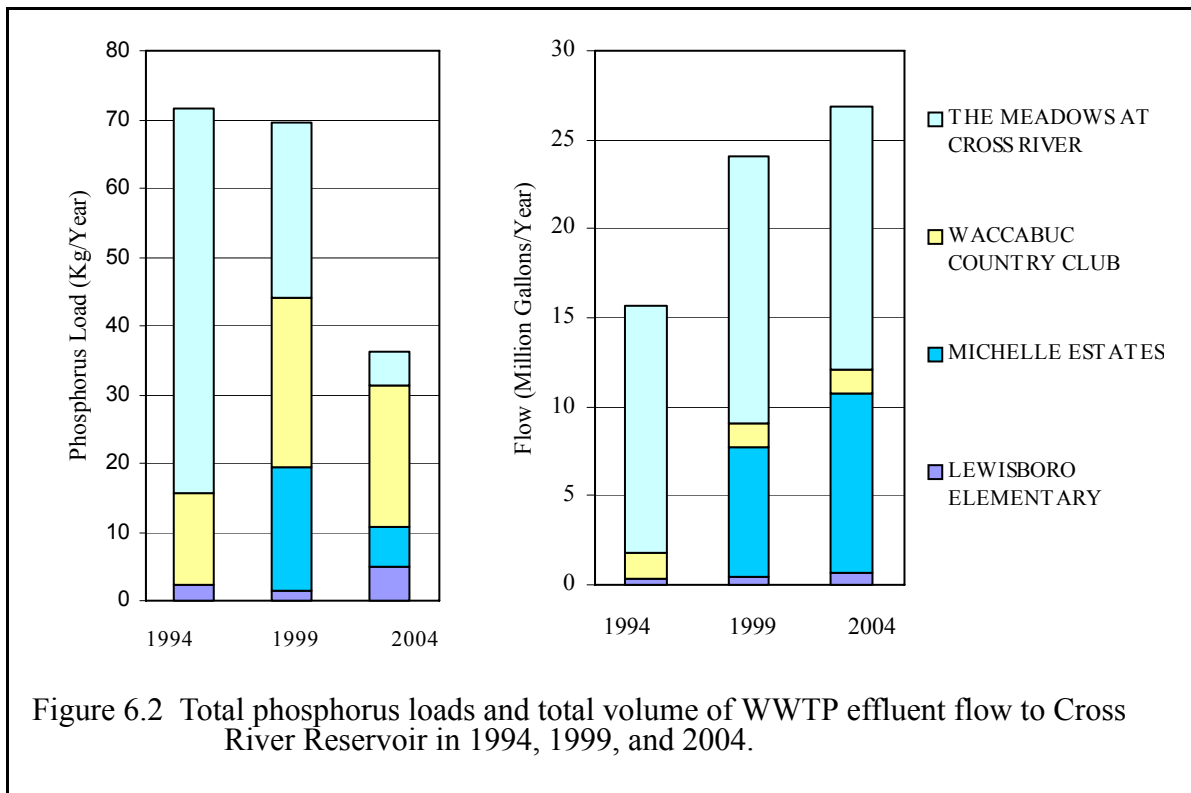 80
70
60
50
40
30
20
10
0
Phosphorus Load (Kg/Year)
1994 1999 2004
30
25
20
15
10
5
0
Flow (Million Gallons/Year)
1994 1999 2004
THE MEADOWS AT
CROSS RIVER
WACCABUC
COUNTRY CLUB
MICHELLE ESTATES
LEWISBORO
ELEMENTARY
Figure 6.2 Total phosphorus loads and total volume of WWTP effluent flow to Cross
River Reservoir in 1994, 1999, and 2004.